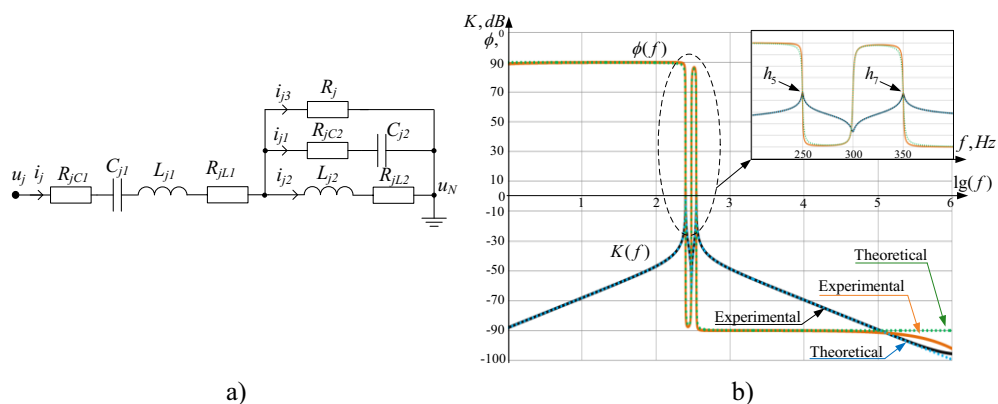 R_j
i_j3
R_jC2
C_j2
i_j1
i_j2
L_j2
R_jL2
u_N
u_j
i_j
R_jC1
C_j1
L_j1
R_jL1
a)
K, dB
ϕ,°
0
90
90
70
50
30
10
0
-10
-30
-50
-70
-90
-100
ϕ(f)
K(f)
h_5
h_7
250
300
350
f, Hz
1
2
3
4
5
6
lg(f)
Theoretical
Experimental
Experimental
Theoretical
b)